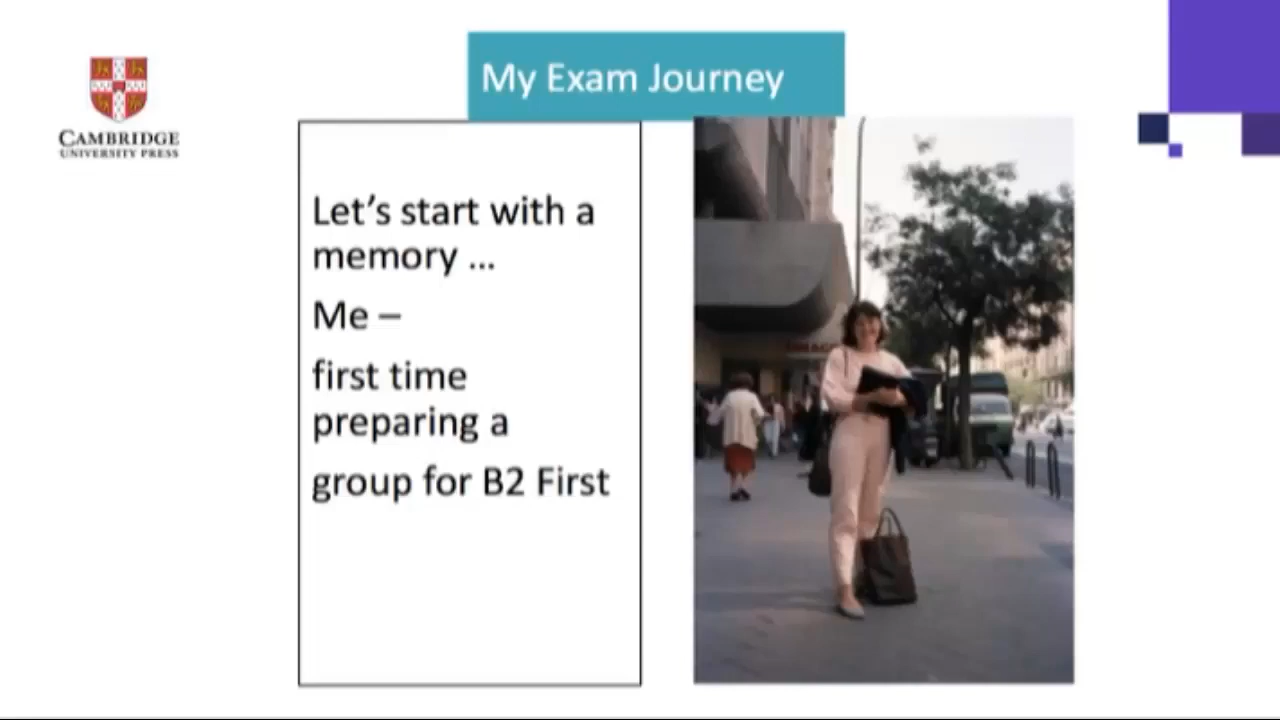 My Exam Journey
CAMBRIDGE
UNIVERSITY PRESS
Let's start with a
memory ...
Me –
first time
preparing a
group for B2 First